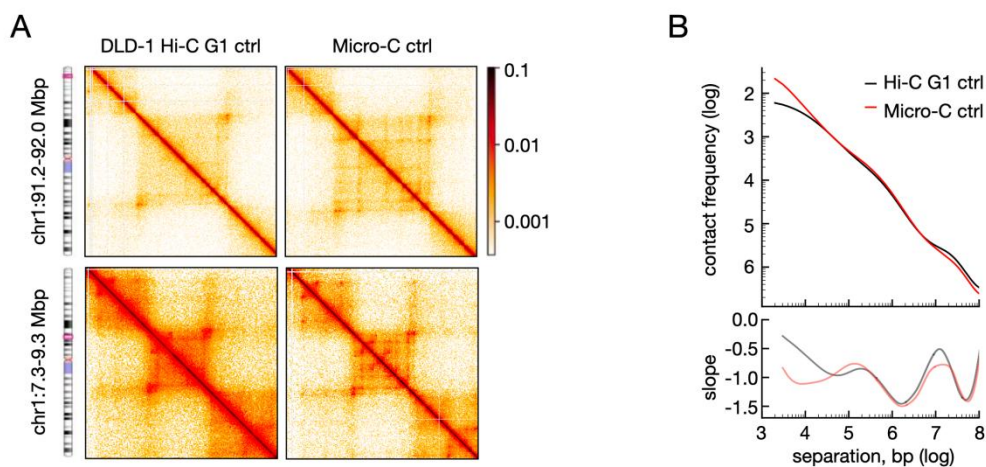 A
DLD-1 Hi-C G1 ctrl
Micro-C ctrl
chr1:91.2-92.0 Mbp
0.1
0.01
0.001
chr1:7.3-9.3 Mbp
B
Hi-C G1 ctrl
Micro-C ctrl
contact frequency (log)
2
3
4
5
6
slope
0.0
-0.5
-1.0
-1.5
3 4 5 6 7 8
separation, bp (log)